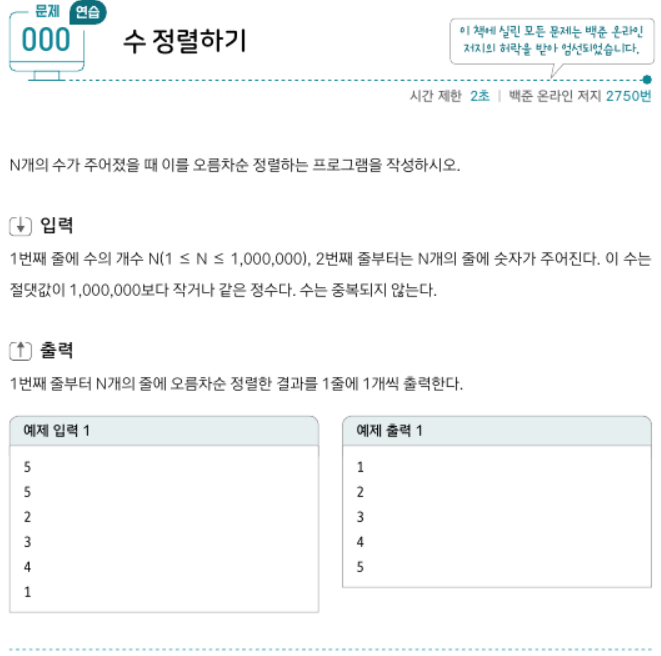 문제 연습
000
수 정렬하기
이 책에 실린 모든 문제는 백준 온라인
저지의 허락을 받아 엄선되었습니다.
시간 제한 2초 | 백준 온라인 저지 2750번
N개의 수가 주어졌을 때 이를 오름차순 정렬하는 프로그램을 작성하시오.
입력
1번째 줄에 수의 개수 N(1 ≤ N ≤ 1,000,000), 2번째 줄부터는 N개의 줄에 숫자가 주어진다. 이 수는
절댓값이 1,000,000보다 작거나 같은 정수다. 수는 중복되지 않는다.
출력
1번째 줄부터 N개의 줄에 오름차순 정렬한 결과를 1줄에 1개씩 출력한다.
예제 입력 1
5
5
2
3
4
1
예제 출력 1
1
2
3
4
5